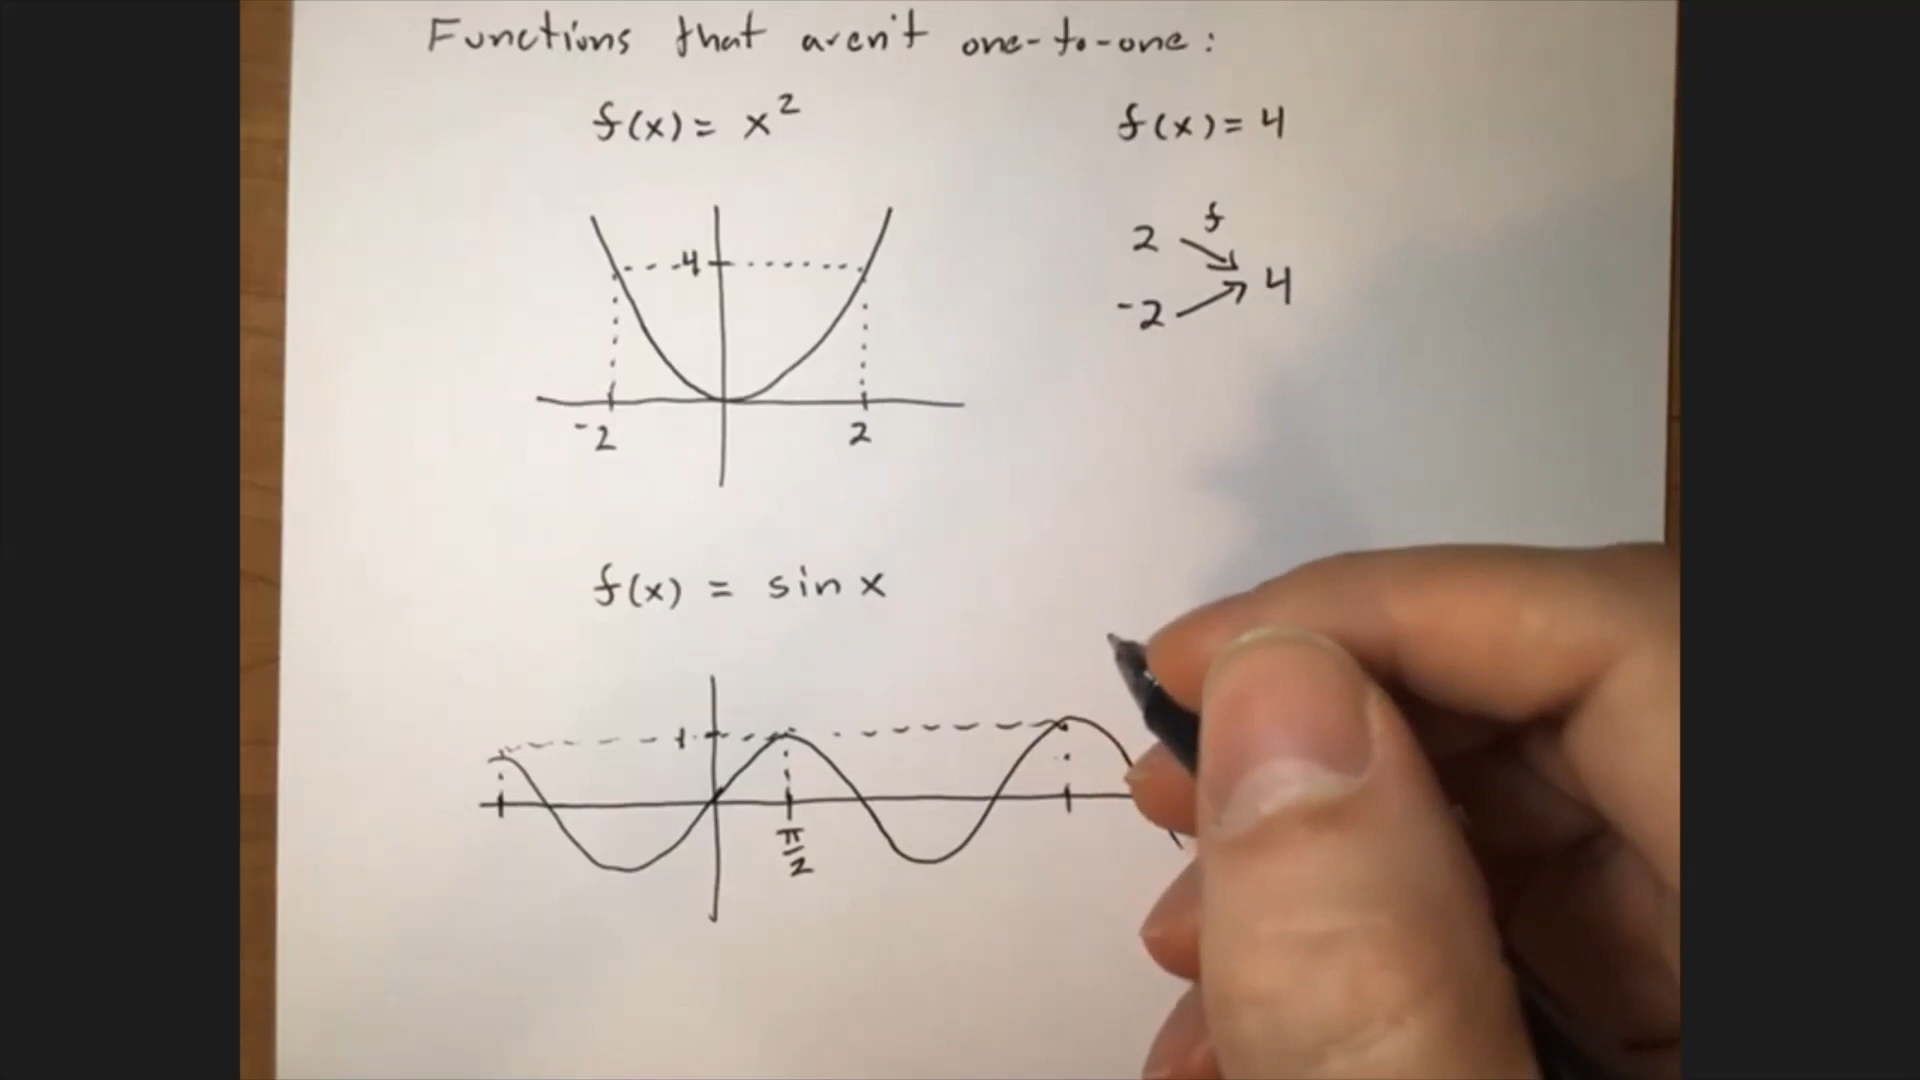 Functions that aren't one-to-one:
f(x) = x²
4
-2
2
f(x) = 4
2
f
-2
4
f(x) = sin x
1
π/2